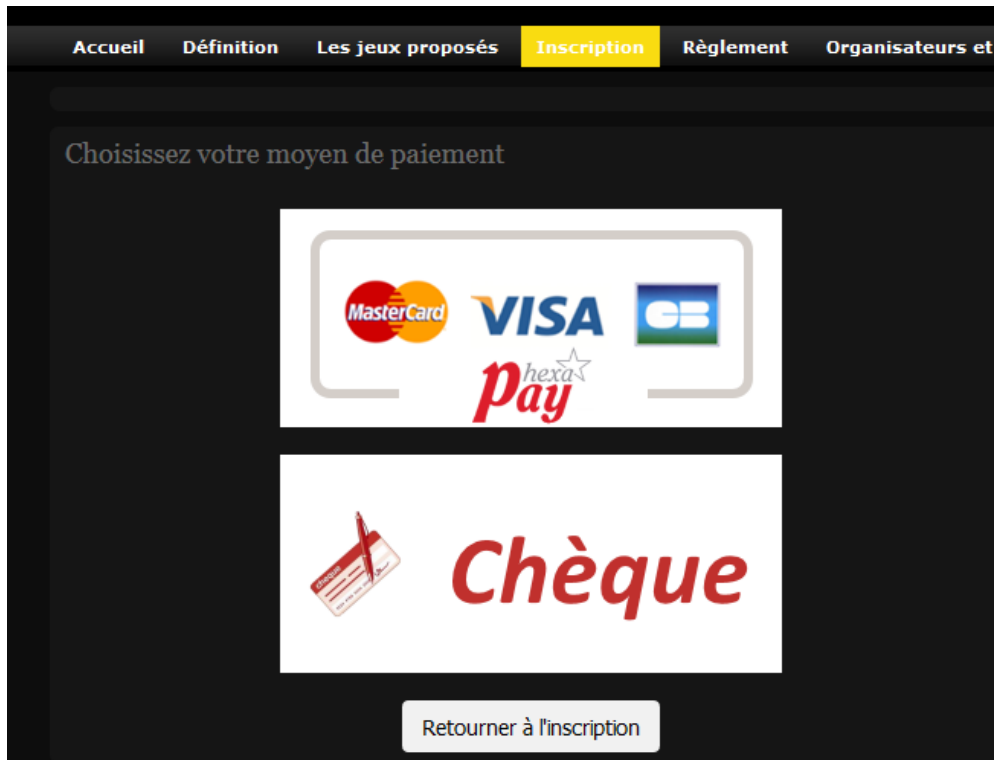 Accueil Définition Les jeux proposés Inscription Règlement Organisateurs et
Choisissez votre moyen de paiement
MasterCard VISA CB
hexa
Pay
chèque
Chèque
Retourner à l'inscription